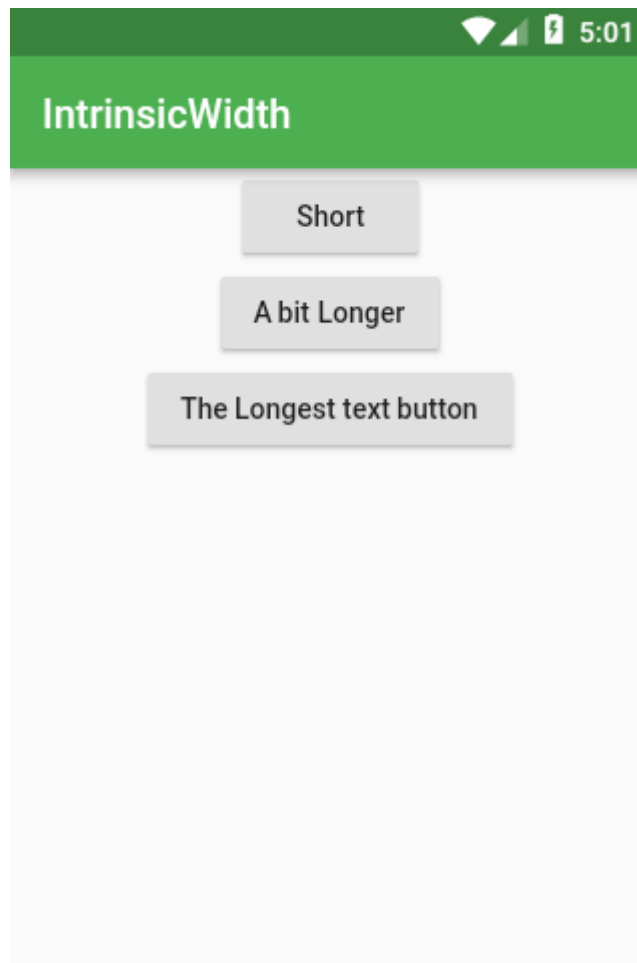 5:01
IntrinsicWidth
Short
A bit Longer
The Longest text button